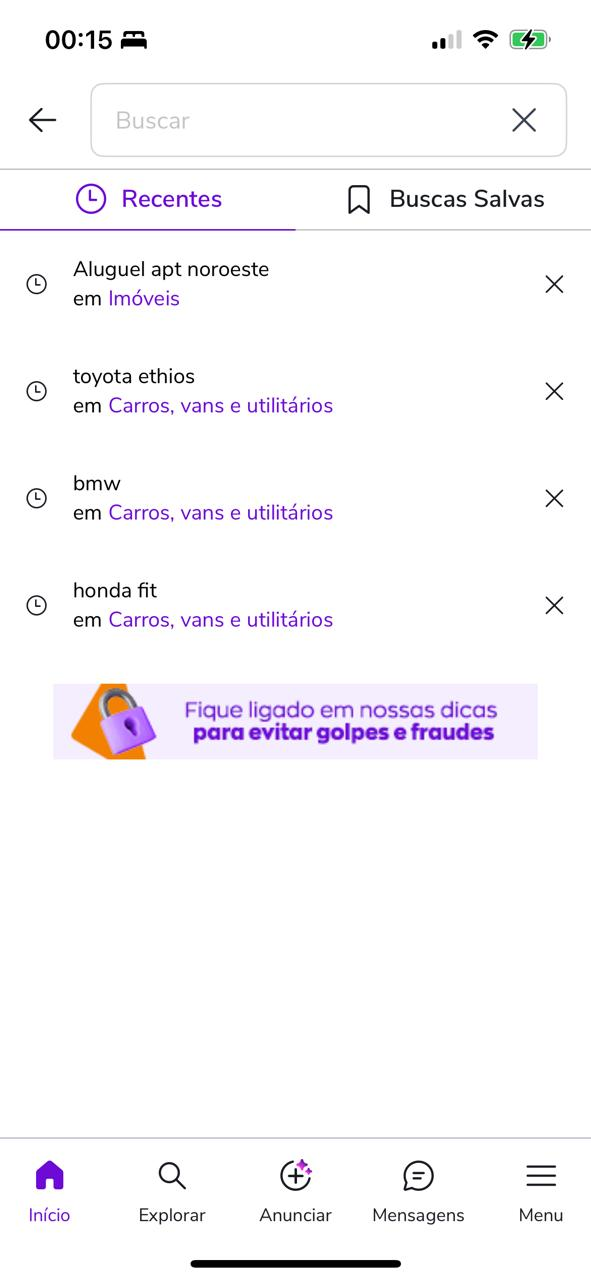 00:15
Buscar
Recentes
Buscas Salvas
Aluguel apt noroeste
em Imóveis
toyota ethios
em Carros, vans e utilitários
bmw
em Carros, vans e utilitários
honda fit
em Carros, vans e utilitários
Fique ligado em nossas dicas
para evitar golpes e fraudes
Início
Explorar
Anunciar
Mensagens
Menu